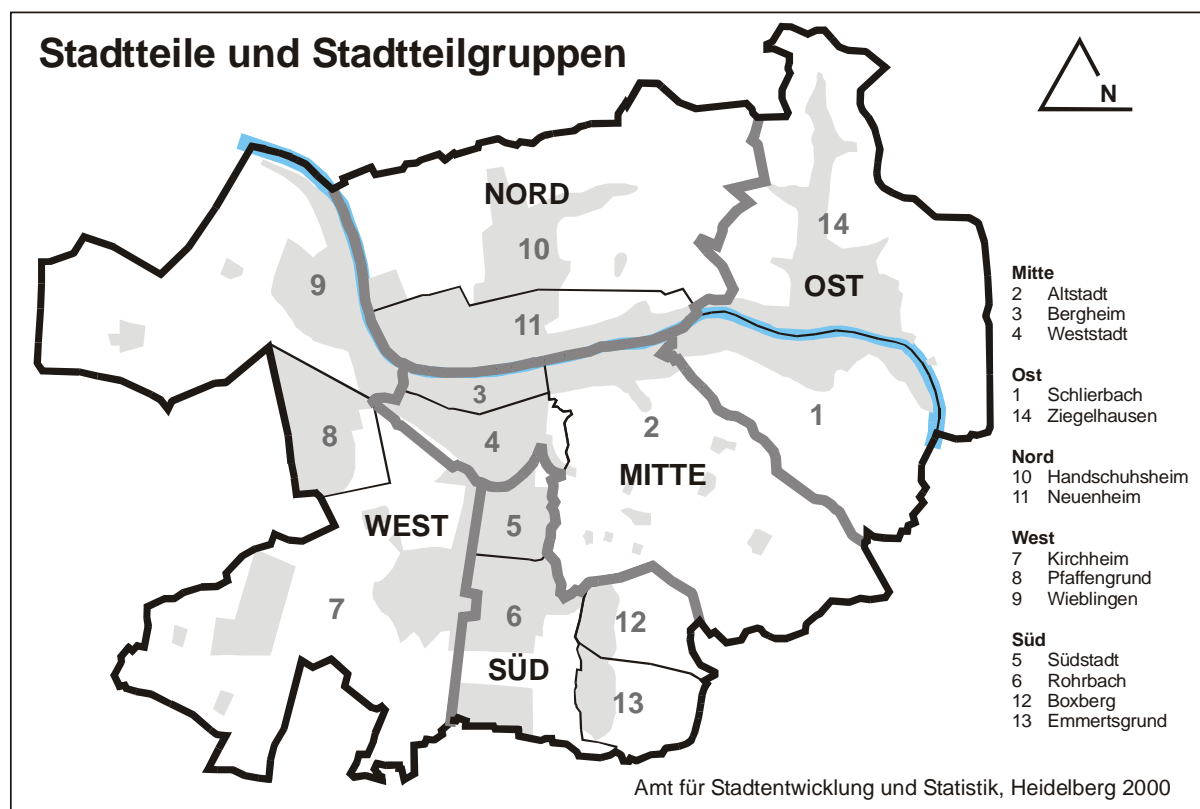 Stadtteile und Stadtteilgruppen
N
NORD
10
14
OST
9
11
3
8
4
2
1
MITTE
WEST
5
7
6
12
SÜD
13
Mitte
2 Altstadt
3 Bergheim
4 Weststadt
Ost
1 Schlierbach
14 Ziegelhausen
Nord
10 Handschuhsheim
11 Neuenheim
West
7 Kirchheim
8 Pfaffengrund
9 Wieblingen
Süd
5 Südstadt
6 Rohrbach
12 Boxberg
13 Emmertsgrund
Amt für Stadtentwicklung und Statistik, Heidelberg 2000